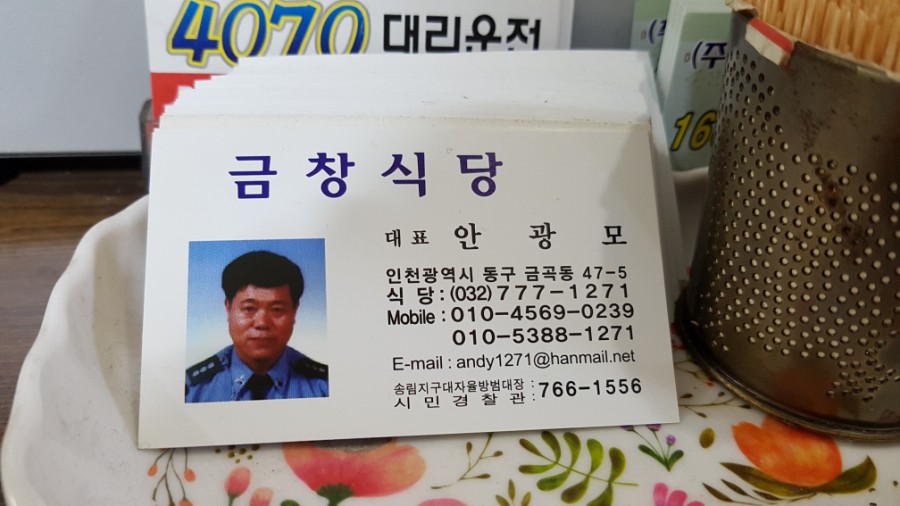 4070 대리운전
(주
(주
16
금창식당
대표 안 광 모
인천광역시 동구 금곡동 47-5
식 당 : (032) 777-1271
Mobile : 010-4569-0239
010-5388-1271
E-mail : andy1271@hanmail.net
송림지구대자율방범대장 :
시 민 경 찰 관 : 766-1556